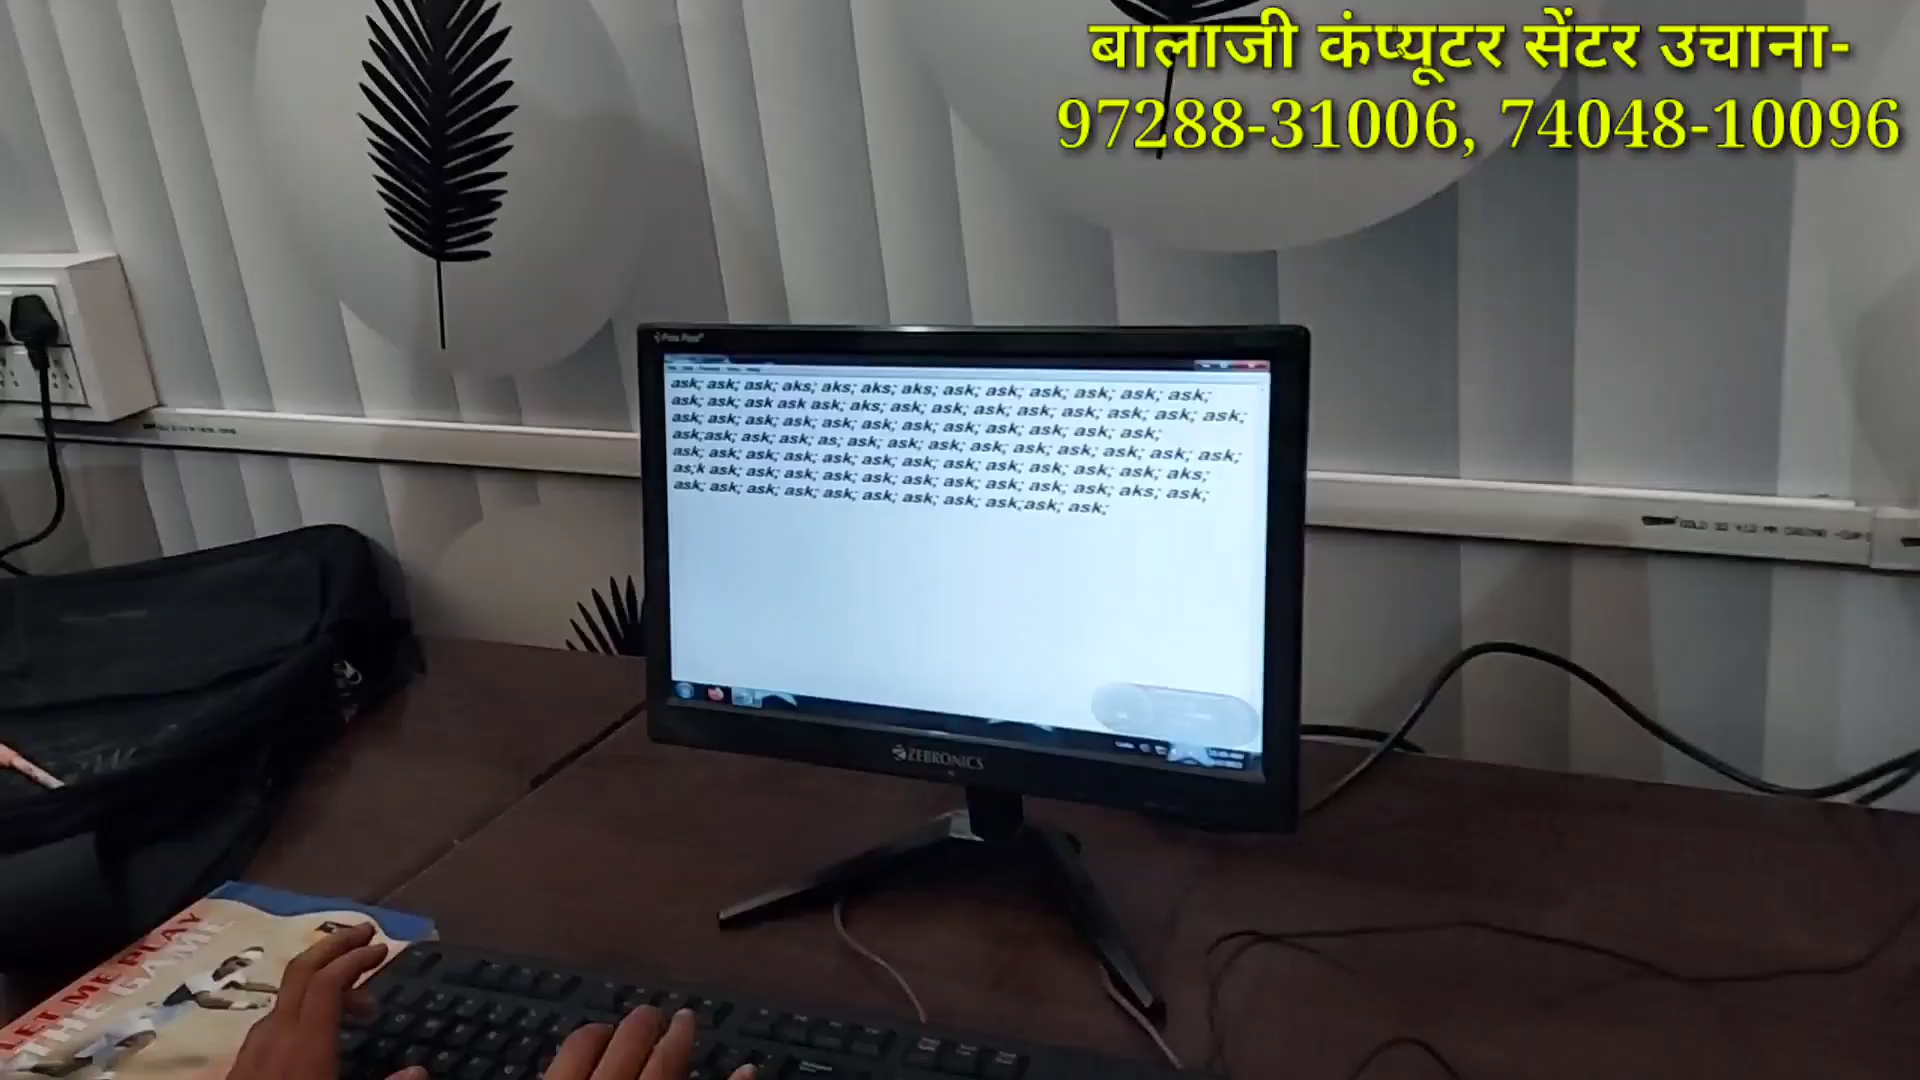 बालाजी कंप्यूटर सेंटर उचाना-
97288-31006, 74048-10096
ask; ask; ask; aks; aks; aks; aks; ask; ask; ask; ask; ask; ask; ask;
ask; ask; ask ask ask; aks; ask; ask; ask; ask; ask; ask; ask; ask;
ask; ask; ask; ask; ask; ask; ask; ask; ask; ask; ask; ask;
ask;ask; ask; ask; as; ask; ask; ask; ask; ask; ask; ask; ask; ask;
ask; ask; ask; ask; ask; ask; ask; ask; ask; ask; ask; ask; aks;
as;k ask; ask; ask; ask; ask; ask; ask; ask; ask; ask; aks; ask;
ask; ask; ask; ask; ask; ask; ask; ask; ask;ask; ask;
ZEBRONICS
LET ME PLAY
THE GAME